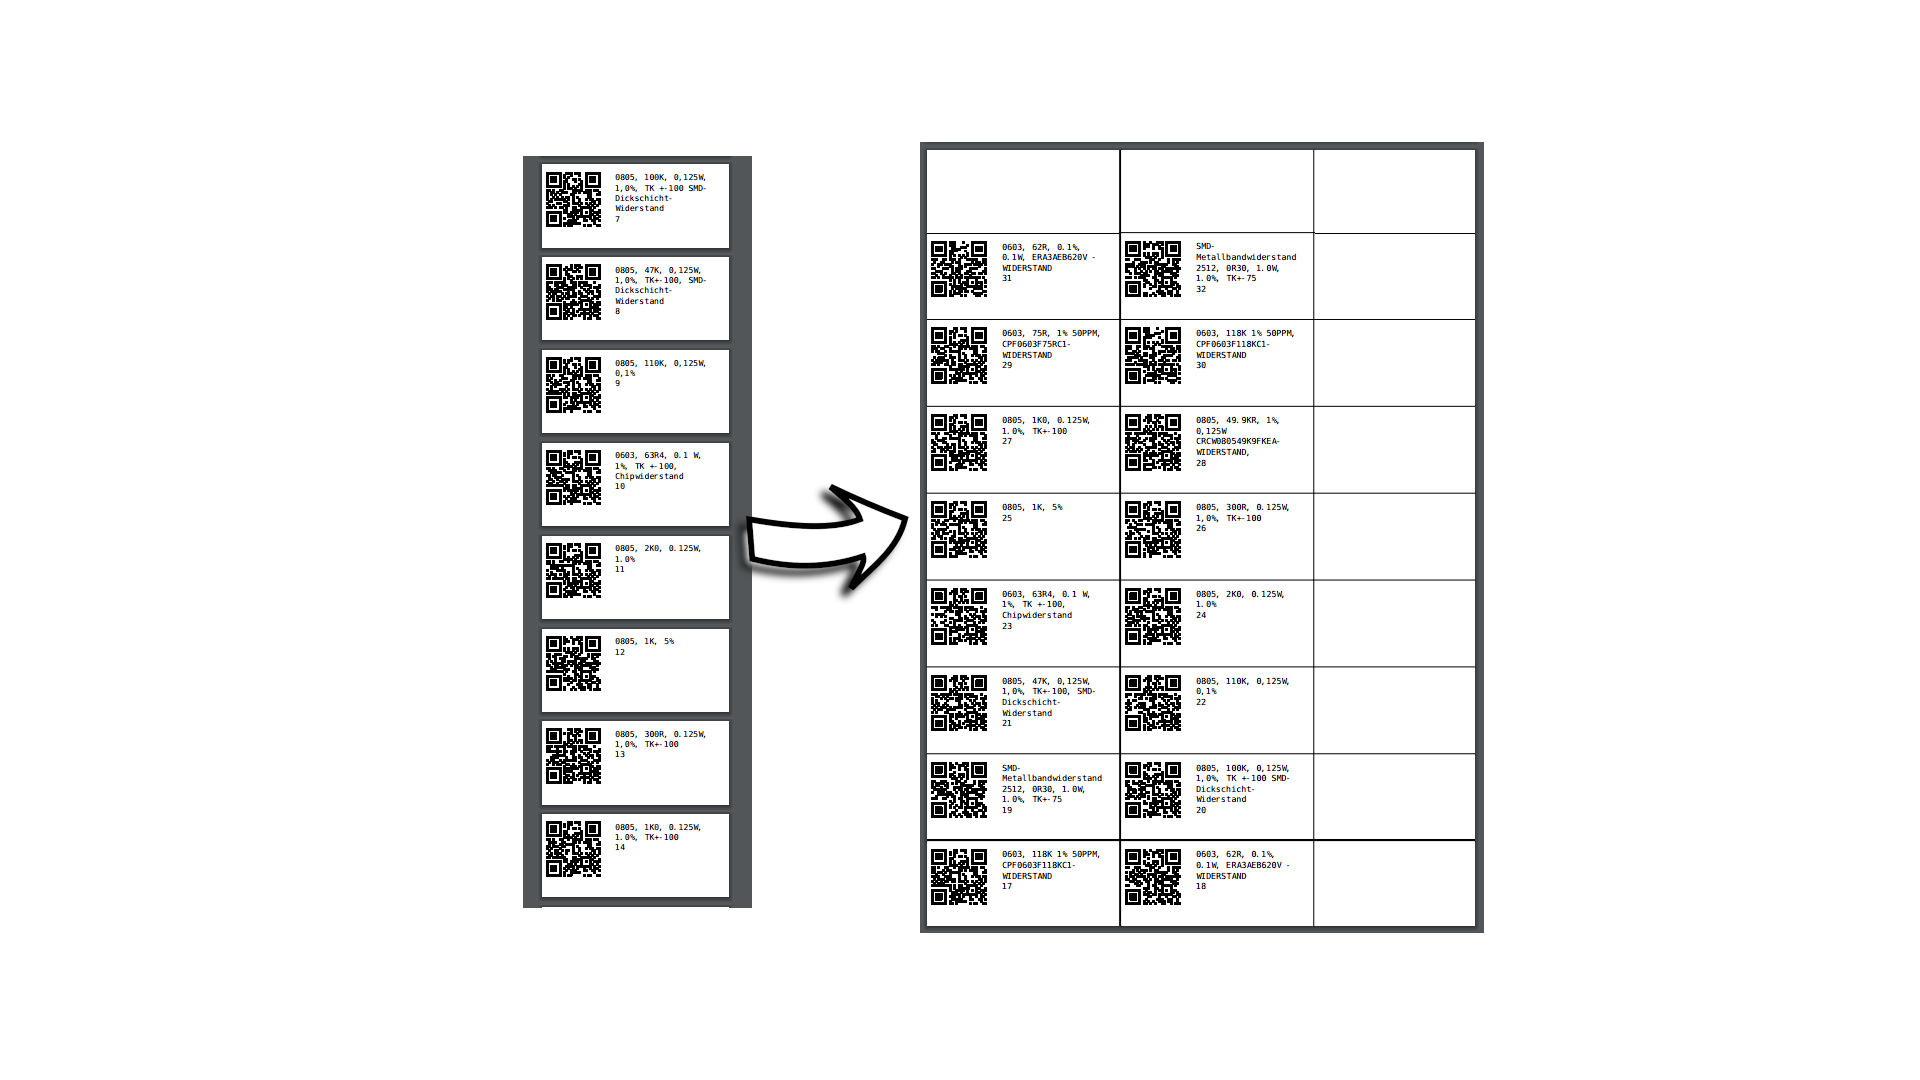 0805, 100K, 0,125W,
1,0%, TK +-100 SMD-
Dickschicht-
Widerstand
7
0805, 47K, 0,125W,
1,0%, TK+-100, SMD-
Dickschicht-
Widerstand
8
0805, 110K, 0,125W,
0,1%
9
0603, 63R4, 0.1 W,
1%, TK +-100,
Chipwiderstand
10
0805, 2K0, 0.125W,
1.0%
11
0805, 1K, 5%
12
0805, 300R, 0.125W,
1,0%, TK+-100
13
0805, 1K0, 0.125W,
1.0%, TK+-100
14
0603, 62R, 0.1%,
0.1W, ERA3AEB620V -
WIDERSTAND
31
SMD-
Metallbandwiderstand
2512, 0R30, 1.0W,
1.0%, TK+-75
32
0603, 75R, 1% 50PPM,
CPF0603F75RC1-
WIDERSTAND
29
0603, 118K 1% 50PPM,
CPF0603F118KC1-
WIDERSTAND
30
0805, 1K0, 0.125W,
1.0%, TK+-100
27
0805, 49.9KR, 1%,
0,125W
CRCW080549K9FKEA-
WIDERSTAND,
28
0805, 1K, 5%
25
0805, 300R, 0.125W,
1,0%, TK+-100
26
0603, 63R4, 0.1 W,
1%, TK +-100,
Chipwiderstand
23
0805, 2K0, 0.125W,
1.0%
24
0805, 47K, 0,125W,
1,0%, TK+-100, SMD-
Dickschicht-
Widerstand
21
0805, 110K, 0,125W,
0,1%
22
SMD-
Metallbandwiderstand
2512, 0R30, 1.0W,
1.0%, TK+-75
19
0805, 100K, 0,125W,
1,0%, TK +-100 SMD-
Dickschicht-
Widerstand
20
0603, 118K 1% 50PPM,
CPF0603F118KC1-
WIDERSTAND
17
0603, 62R, 0.1%,
0.1W, ERA3AEB620V -
WIDERSTAND
18